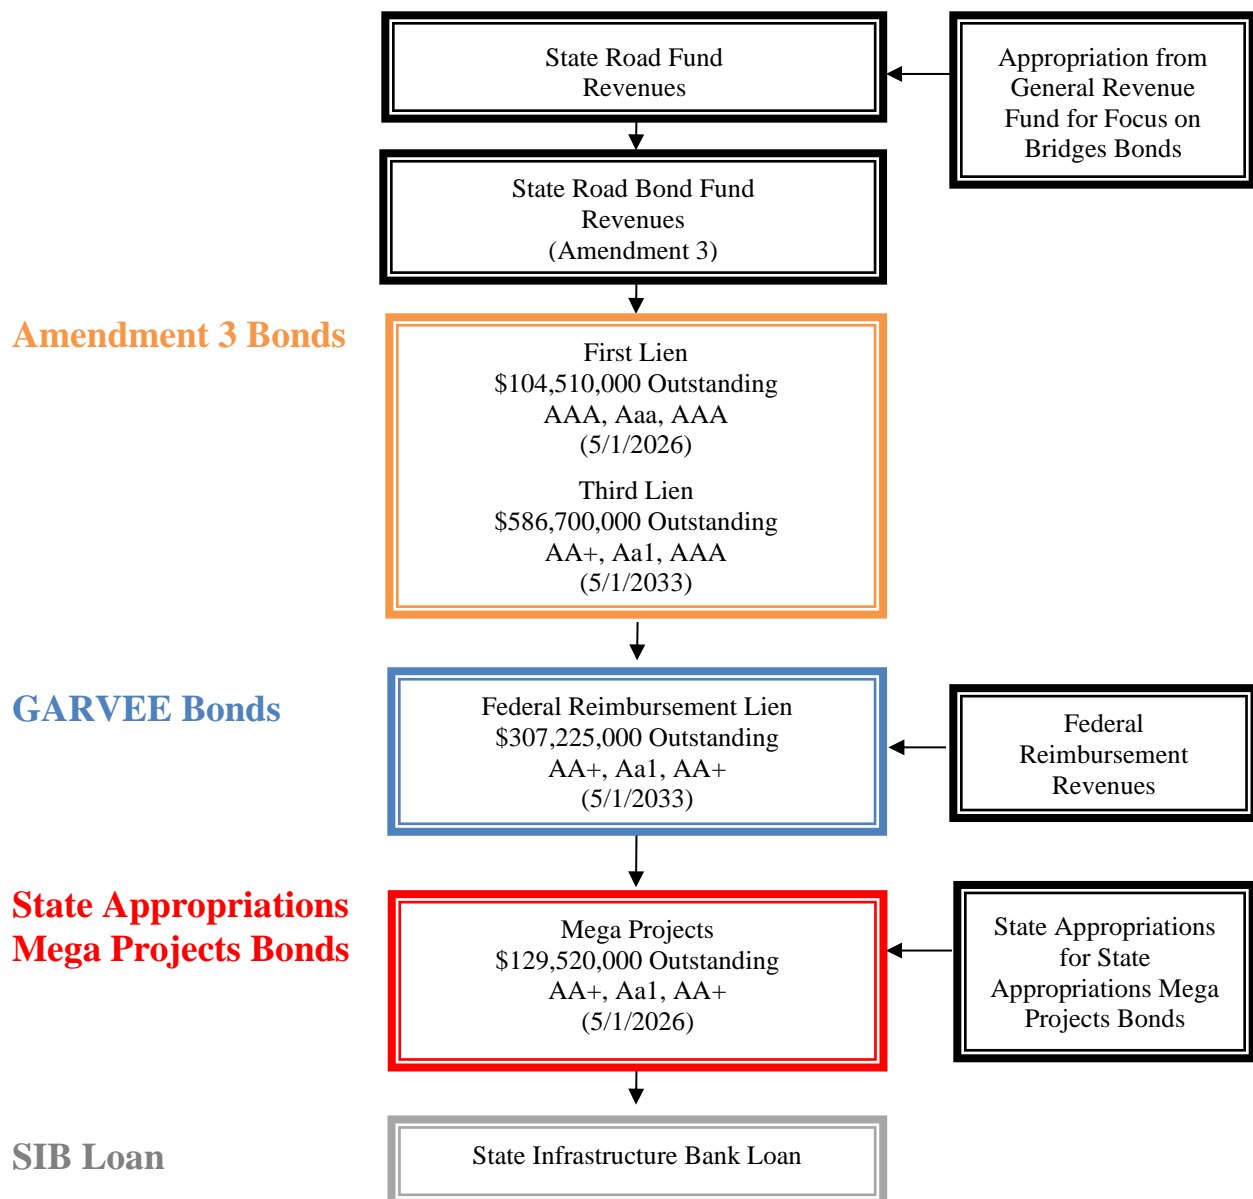 State Road Fund
Revenues
Appropriation from
General Revenue
Fund for Focus on
Bridges Bonds
State Road Bond Fund
Revenues
(Amendment 3)
Amendment 3 Bonds
First Lien
$104,510,000 Outstanding
AAA, Aaa, AAA
(5/1/2026)
Third Lien
$586,700,000 Outstanding
AA+, Aa1, AAA
(5/1/2033)
GARVEE Bonds
Federal Reimbursement Lien
$307,225,000 Outstanding
AA+, Aa1, AA+
(5/1/2033)
Federal
Reimbursement
Revenues
State Appropriations
Mega Projects Bonds
Mega Projects
$129,520,000 Outstanding
AA+, Aa1, AA+
(5/1/2026)
State Appropriations
for State
Appropriations Mega
Projects Bonds
SIB Loan
State Infrastructure Bank Loan